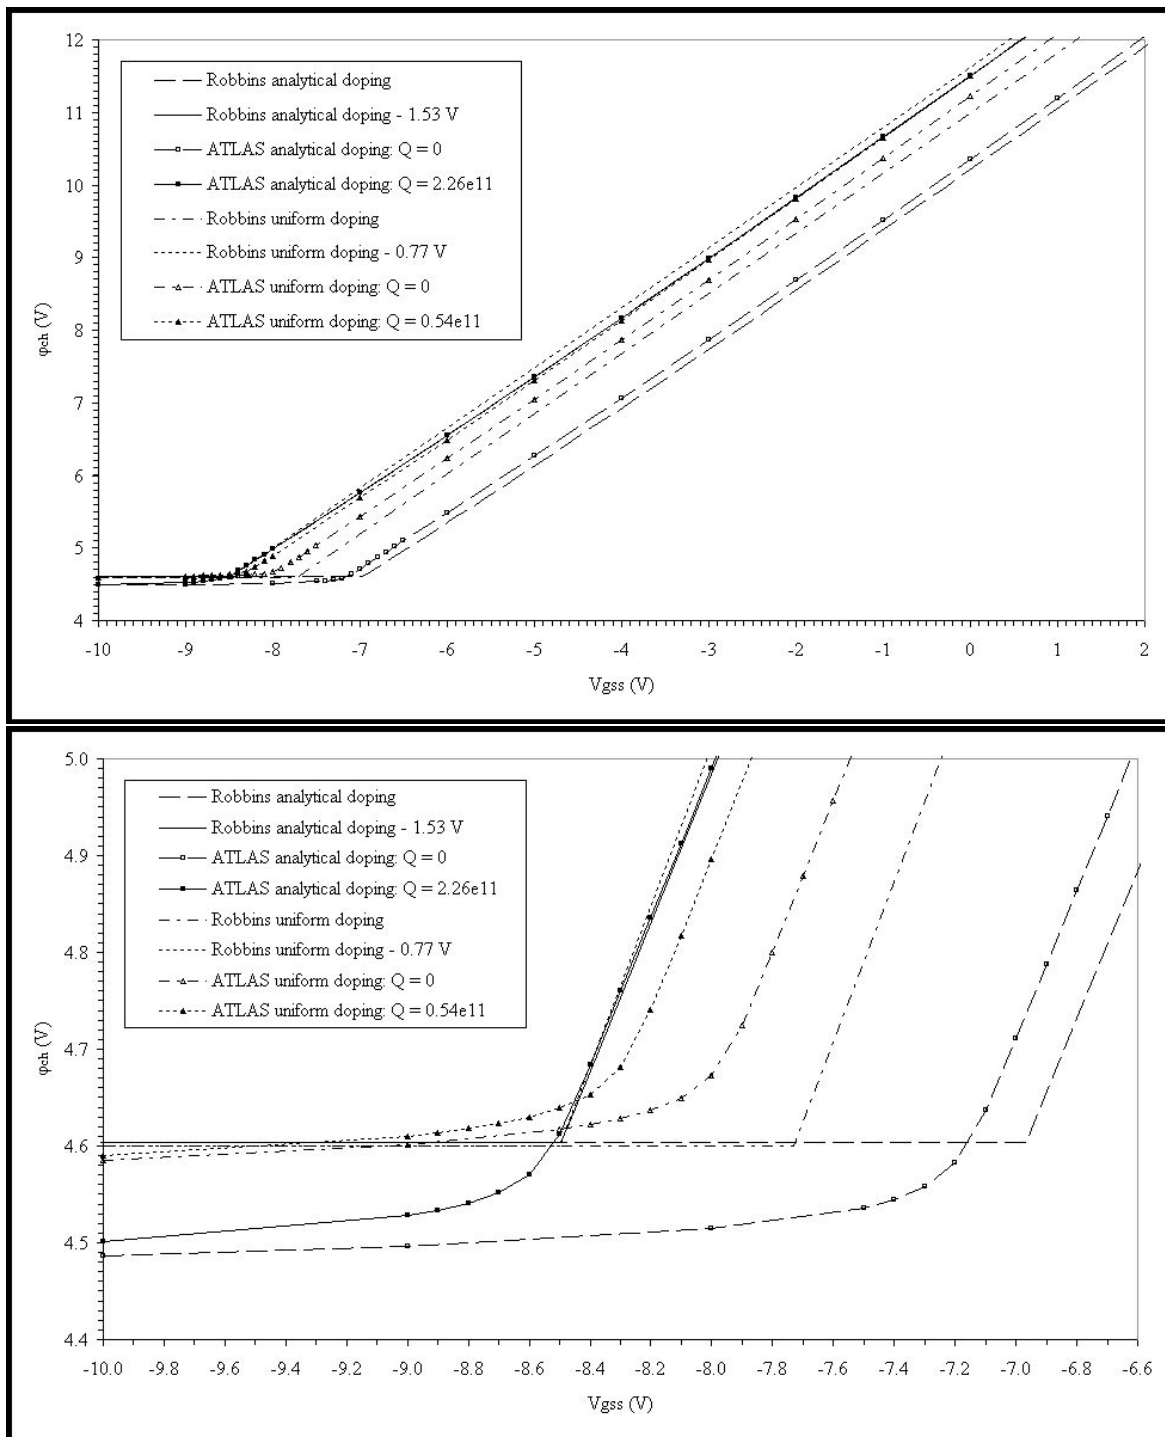 12
11
10
9
8
7
6
5
4
φch (V)
Robbins analytical doping
Robbins analytical doping - 1.53 V
ATLAS analytical doping: Q = 0
ATLAS analytical doping: Q = 2.26e11
Robbins uniform doping
Robbins uniform doping - 0.77 V
ATLAS uniform doping: Q = 0
ATLAS uniform doping: Q = 0.54e11
-10 -9 -8 -7 -6 -5 -4 -3 -2 -1 0 1 2
Vgss (V)
5.0
4.9
4.8
4.7
4.6
4.5
4.4
φch (V)
Robbins analytical doping
Robbins analytical doping - 1.53 V
ATLAS analytical doping: Q = 0
ATLAS analytical doping: Q = 2.26e11
Robbins uniform doping
Robbins uniform doping - 0.77 V
ATLAS uniform doping: Q = 0
ATLAS uniform doping: Q = 0.54e11
-10.0 -9.8 -9.6 -9.4 -9.2 -9.0 -8.8 -8.6 -8.4 -8.2 -8.0 -7.8 -7.6 -7.4 -7.2 -7.0 -6.8 -6.6
Vgss (V)